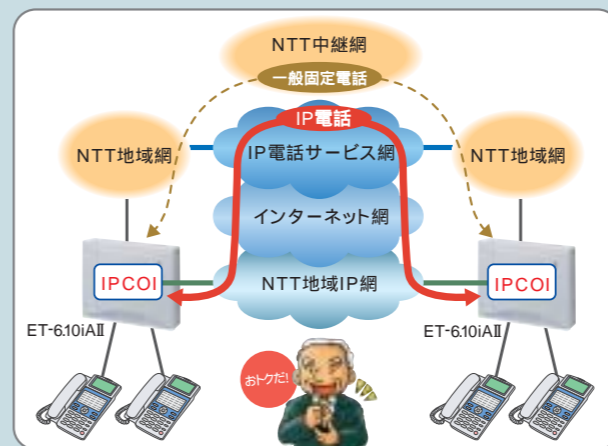 NTT中継網
一般固定電話
IP電話
NTT地域網
IP電話サービス網
NTT地域網
インターネット網
IPCOI
NTT地域IP網
IPCOI
ET-6.10iAⅡ
ET-6.10iAⅡ
おトクだ!